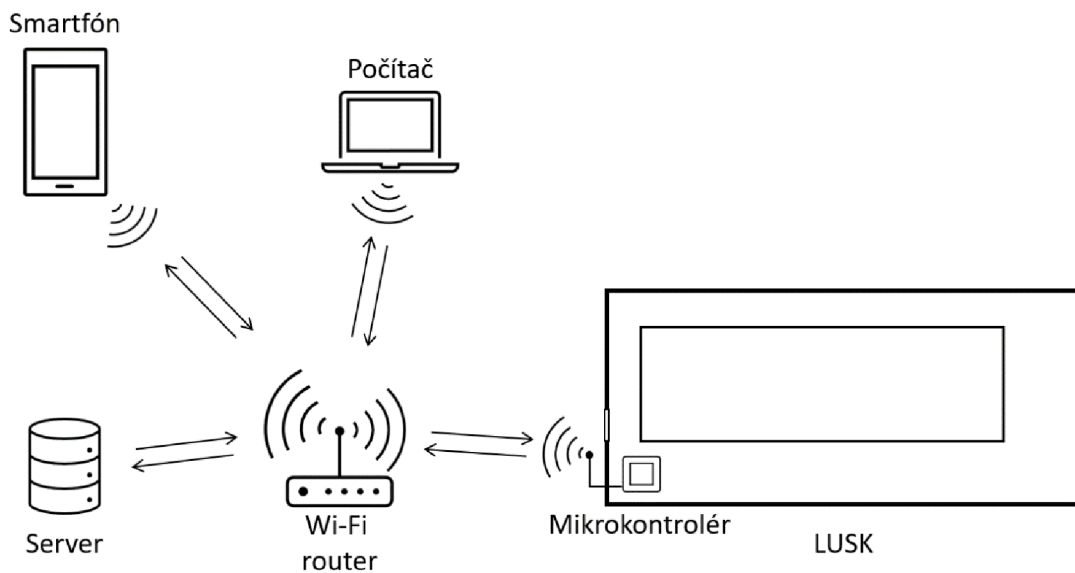 Smartfón
Počítač
Server
Wi-Fi
router
Mikrokontrolér
LUSK